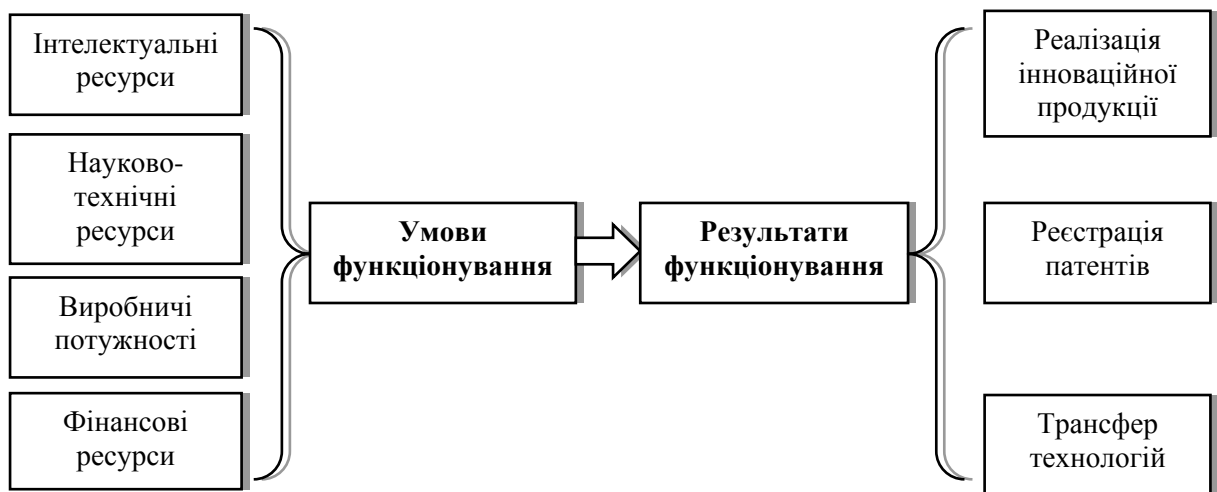 Інтелектуальні
ресурси
Науково-
технічні
ресурси
Виробничі
потужності
Фінансові
ресурси
Умови
функціонування
Результати
функціонування
Реалізація
інноваційної
продукції
Реєстрація
патентів
Трансфер
технологій